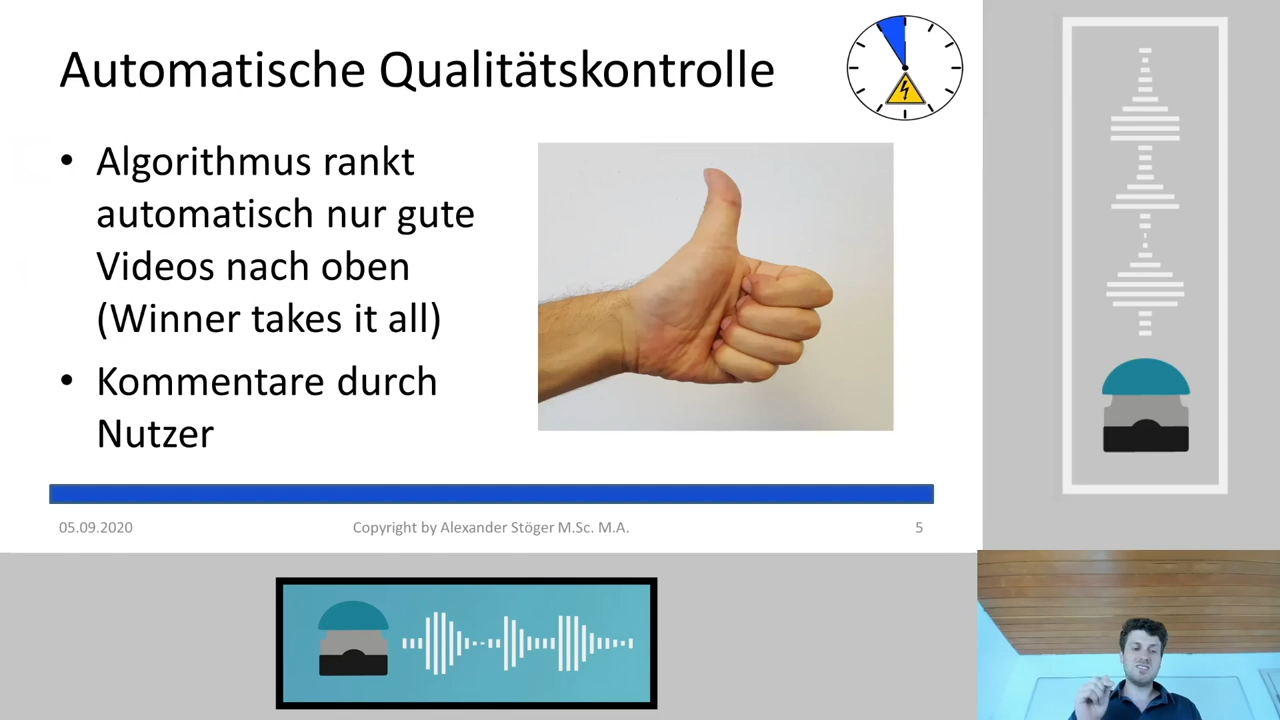 Automatische Qualitätskontrolle
• Algorithmus rankt
automatisch nur gute
Videos nach oben
(Winner takes it all)
• Kommentare durch
Nutzer
05.09.2020
Copyright by Alexander Stöger M.Sc. M.A.
5